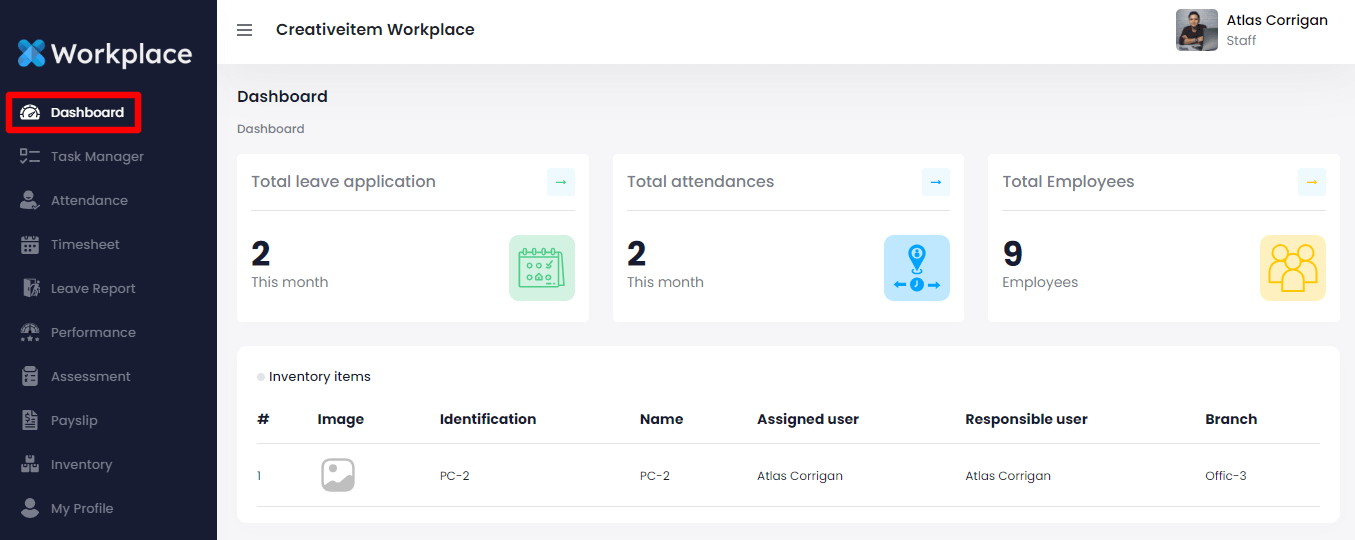 Workplace
Dashboard
Task Manager
Attendance
Timesheet
Leave Report
Performance
Assessment
Payslip
Inventory
My Profile
Creativeitem Workplace
Atlas Corrigan
Staff
Dashboard
Dashboard
Total leave application
2
This month
Total attendances
2
This month
Total Employees
9
Employees
Inventory items
# Image Identification Name Assigned user Responsible user Branch
1 PC-2 PC-2 Atlas Corrigan Atlas Corrigan Offic-3